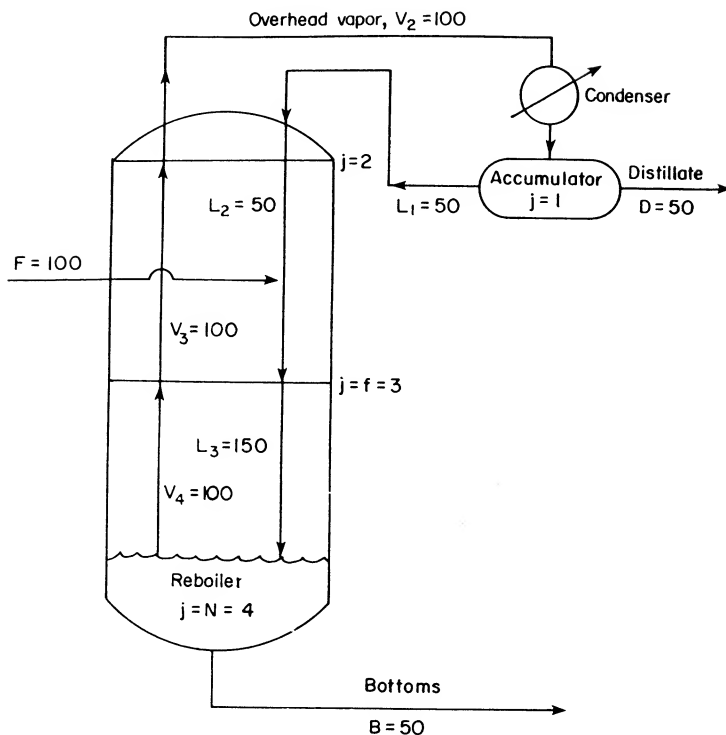 Overhead vapor, V₂=100
Condenser
j=2
Accumulator
j=1
Distillate
L₂=50
L₁=50
D=50
F=100
V₃=100
j=f=3
L₃=150
V₄=100
Reboiler
j=N=4
Bottoms
B=50